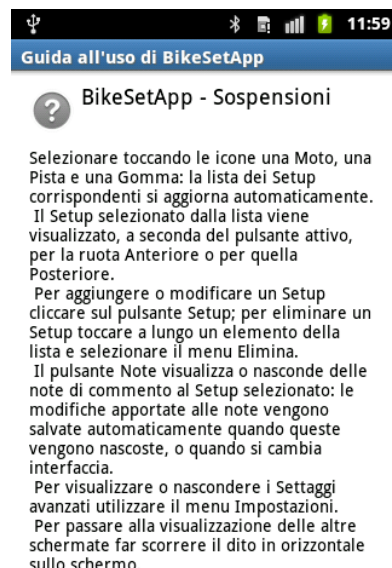 11:59
Guida all'uso di BikeSetApp
BikeSetApp - Sospensioni
Selezionare toccando le icone una Moto, una
Pista e una Gomma: la lista dei Setup
corrispondenti si aggiorna automaticamente.
Il Setup selezionato dalla lista viene
visualizzato, a seconda del pulsante attivo,
per la ruota Anteriore o per quella
Posteriore.
Per aggiungere o modificare un Setup
cliccare sul pulsante Setup; per eliminare un
Setup toccare a lungo un elemento della
lista e selezionare il menu Elimina.
Il pulsante Note visualizza o nasconde delle
note di commento al Setup selezionato: le
modifiche apportate alle note vengono
salvate automaticamente quando queste
vengono nascoste, o quando si cambia
interfaccia.
Per visualizzare o nascondere i Settaggi
avanzati utilizzare il menu Impostazioni.
Per passare alla visualizzazione delle altre
schermate far scorrere il dito in orizzontale
sullo schermo.